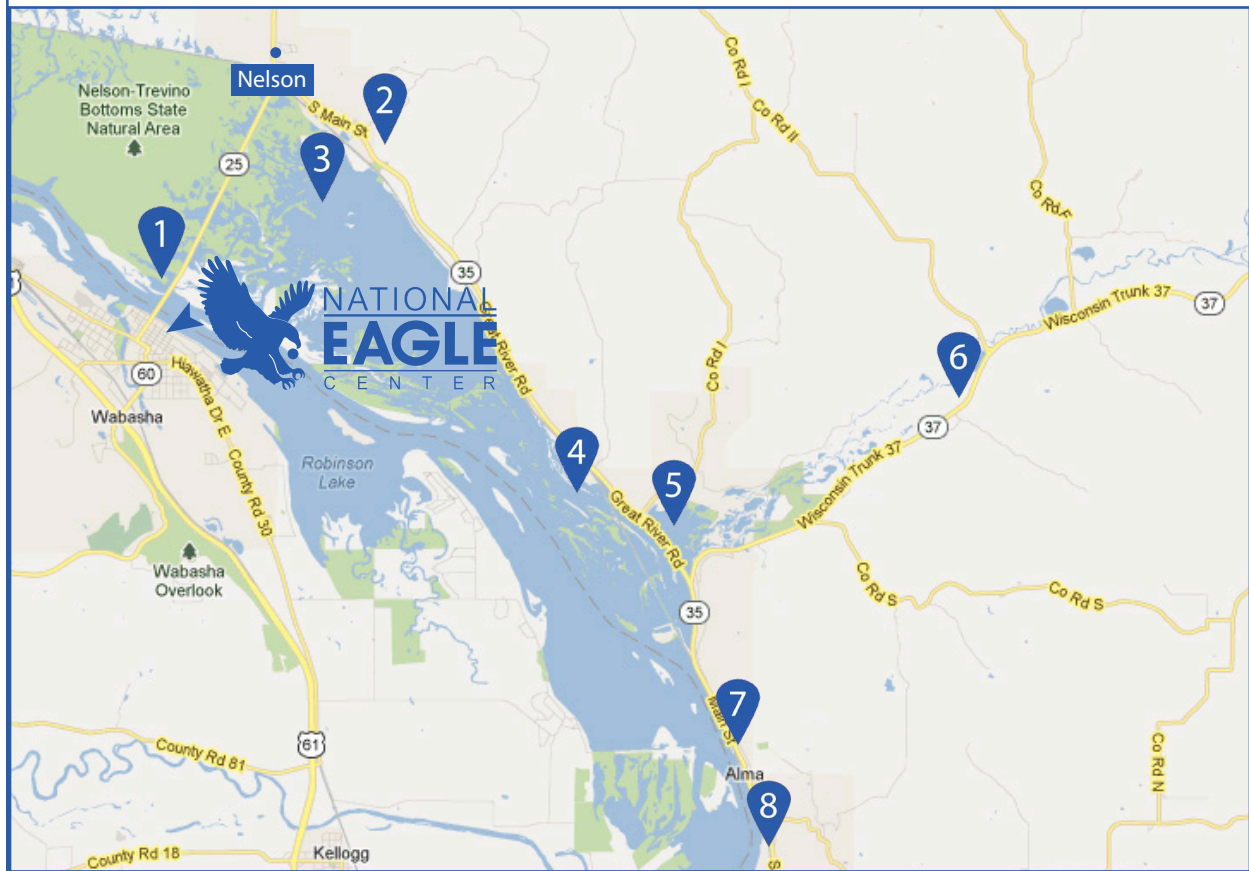 Nelson
Nelson-Trevino
Bottoms State
Natural Area
S Main St
2
3
25
1
Co Rd I
Co Rd II
Co Rd F
35
NATIONAL
EAGLE
CENTER
Great River Rd
Wisconsin Trunk 37
37
6
60
Hiawatha Dr E
County Rd 30
Wabasha
Robinson
Lake
Co Rd I
37
4
5
Great River Rd
Wisconsin Trunk 37
Wabasha
Overlook
Co Rd S
Co Rd S
35
7
Main St
61
County Rd 81
Co Rd N
Alma
8
County Rd 18
Kellogg
S